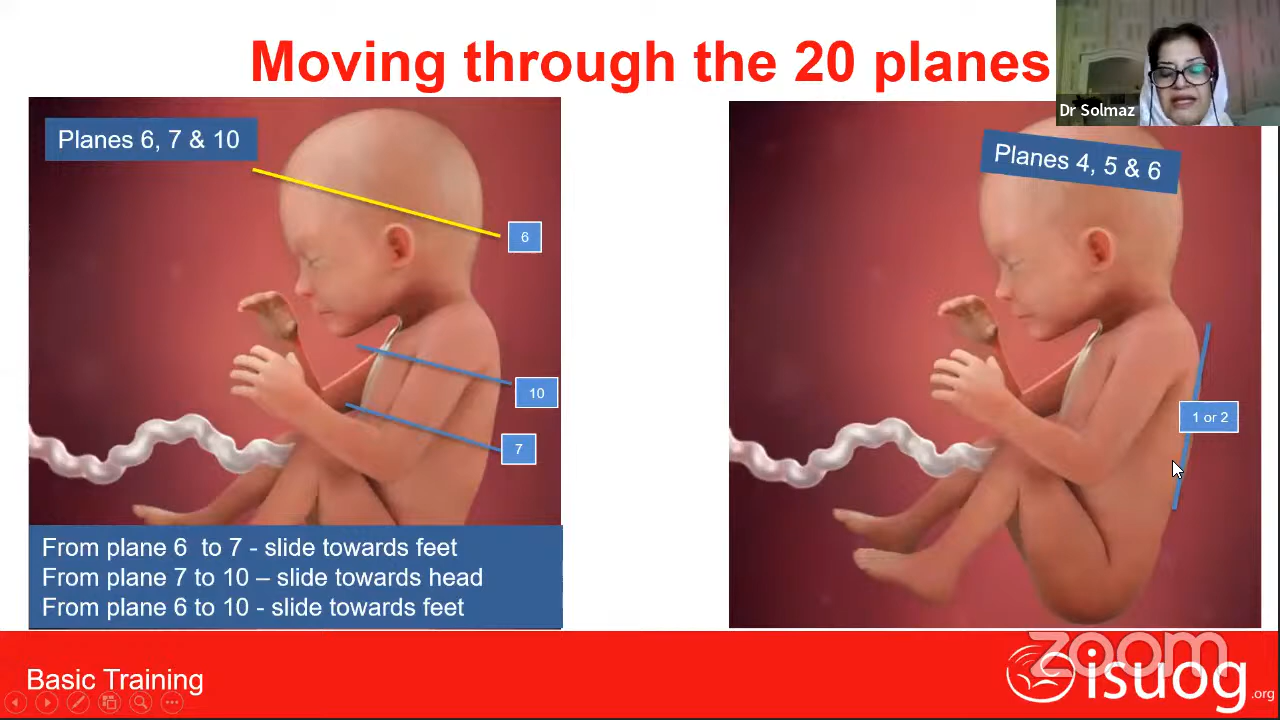 Moving through the 20 planes
Dr Solmaz
Planes 6, 7 & 10
Planes 4, 5 & 6
6
10
7
1 or 2
From plane 6 to 7 - slide towards feet
From plane 7 to 10 – slide towards head
From plane 6 to 10 - slide towards feet
zoom
Basic Training
isuog.org